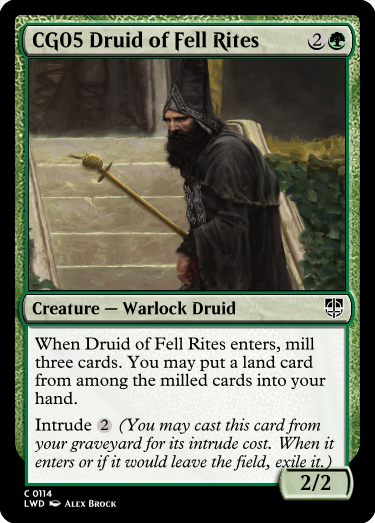 CG05 Druid of Fell Rites 2
Creature — Warlock Druid
When Druid of Fell Rites enters, mill
three cards. You may put a land card
from among the milled cards into your
hand.
Intrude 2 (You may cast this card from
your graveyard for its intrude cost. When it
enters or if it would leave the field, exile it.)
2/2
C 0114
LWD Alex Brock